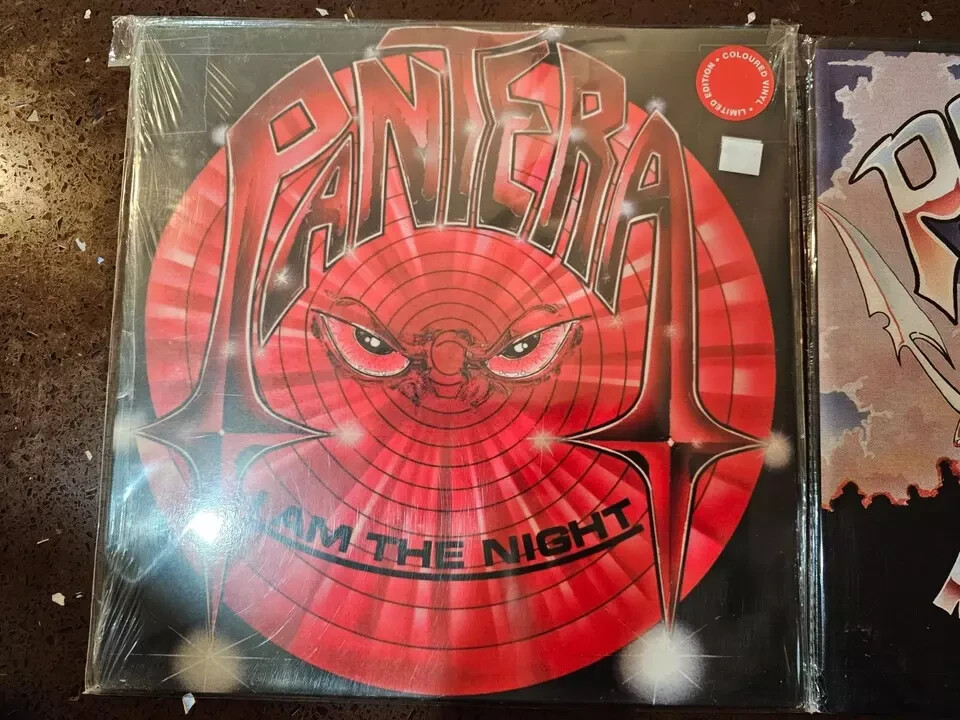 PANTERA
LIMITED EDITION • COLOURED VINYL •
I AM THE NIGHT